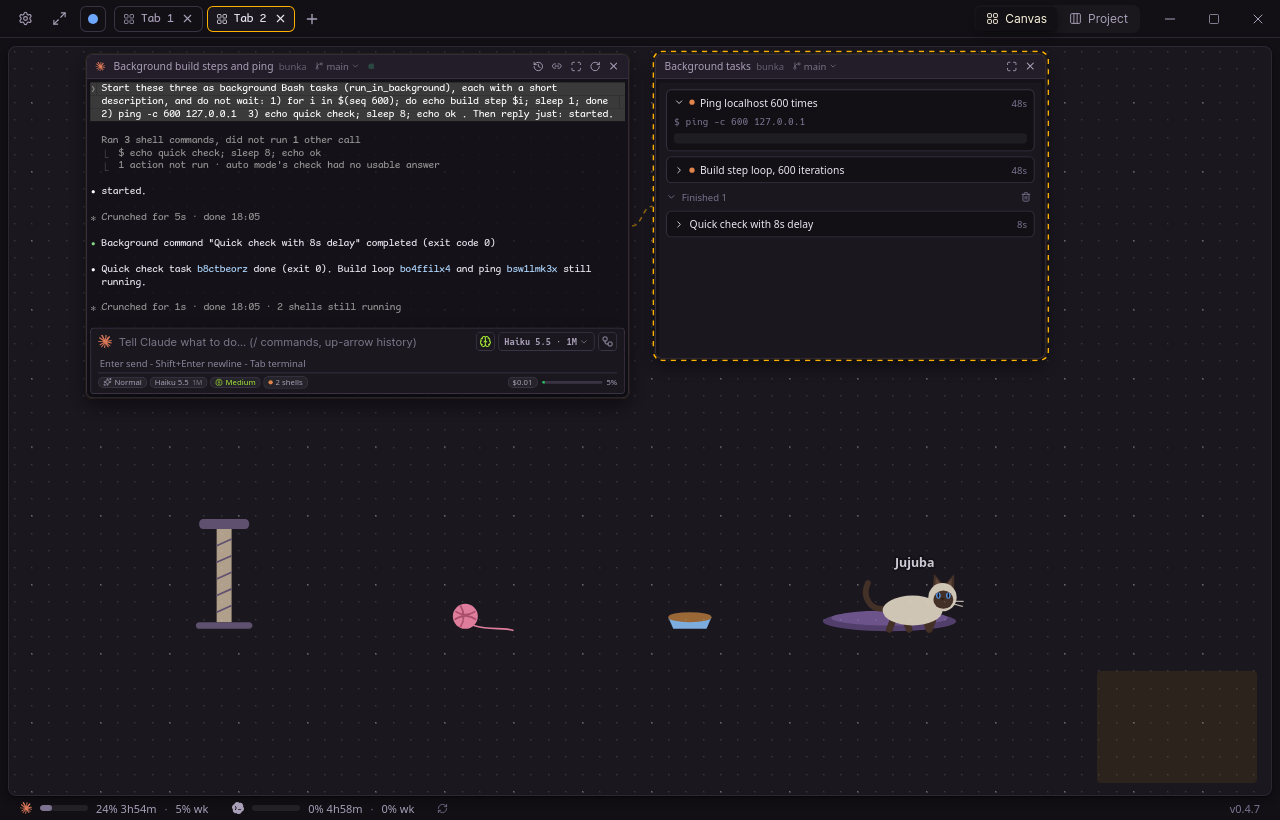 Tab 1
Tab 2
Canvas
Project
Background build steps and ping bunka main
Start these three as background Bash tasks (run_in_background), each with a short
description, and do not wait: 1) for i in $(seq 600); do echo build step $i; sleep 1; done
2) ping -c 600 127.0.0.1 3) echo quick check; sleep 8; echo ok . Then reply just: started.
Ran 3 shell commands, did not run 1 other call
$ echo quick check; sleep 8; echo ok
1 action not run · auto mode's check had no usable answer
started.
Crunched for 5s · done 18:05
Background command "Quick check with 8s delay" completed (exit code 0)
Quick check task b8ctbeorz done (exit 0). Build loop bo4ffilx4 and ping bsw1lmk3x still
running.
Crunched for 1s · done 18:05 · 2 shells still running
Tell Claude what to do... (/ commands, up-arrow history)
Haiku 5.5 · 1M
Enter send - Shift+Enter newline - Tab terminal
Normal
Haiku 5.5 1M
Medium
2 shells
$0.01
5%
Background tasks bunka main
Ping localhost 600 times 48s
$ ping -c 600 127.0.0.1
Build step loop, 600 iterations 48s
Finished 1
Quick check with 8s delay 8s
Jujuba
24% 3h54m · 5% wk
0% 4h58m · 0% wk
v0.4.7